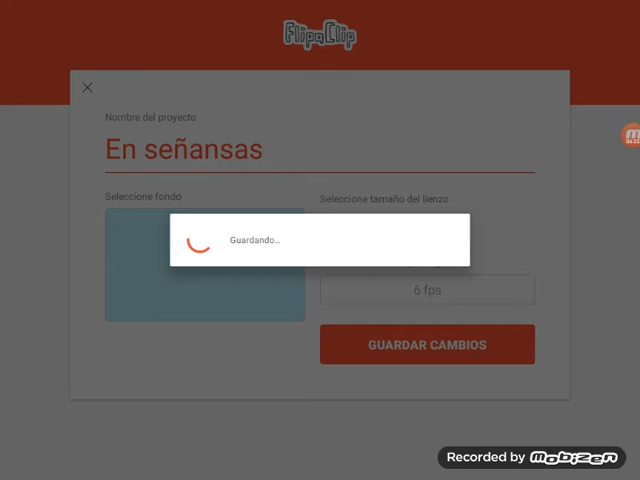 FlipaClip
Nombre del proyecto
En señansas
Seleccione fondo
Seleccione tamaño del lienzo
Guardando...
6 fps
GUARDAR CAMBIOS
Recorded by mobizen